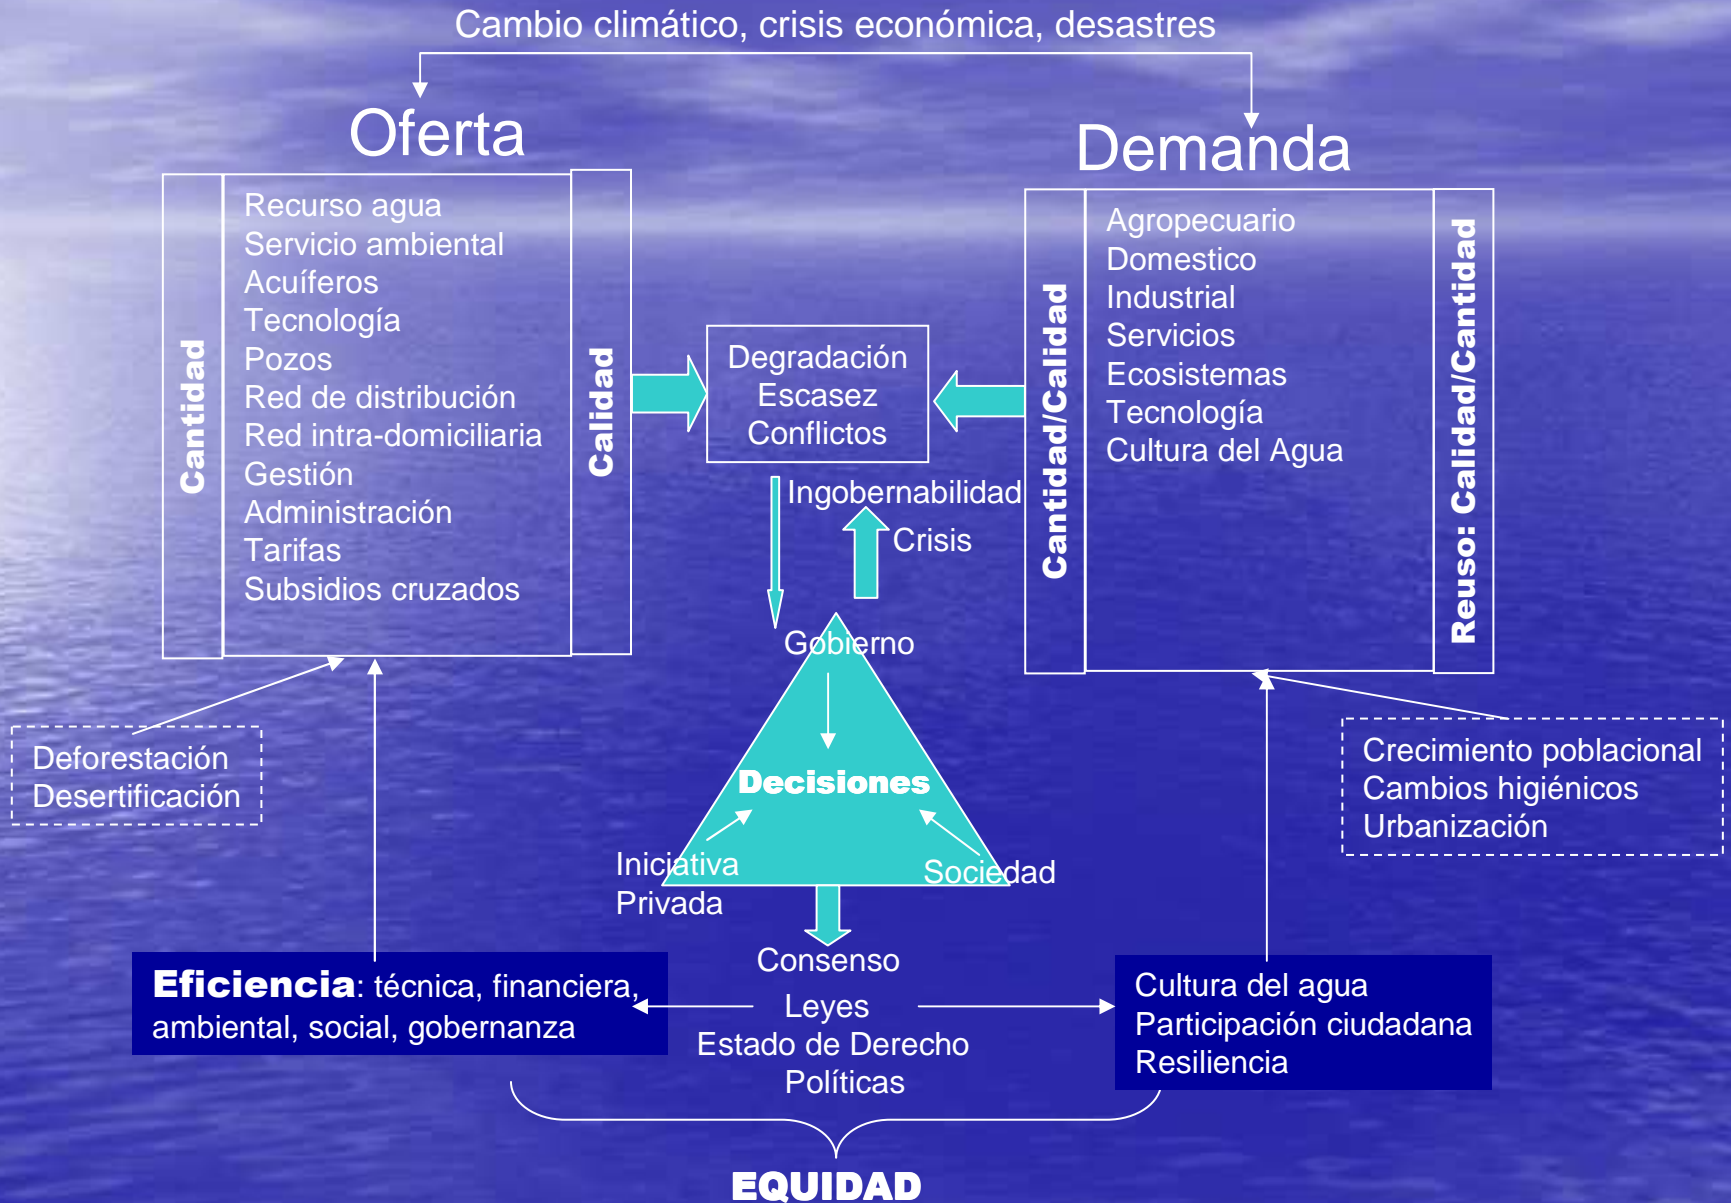 Cambio climático, crisis económica, desastres
Oferta
Demanda
Cantidad
Recurso agua
Servicio ambiental
Acuíferos
Tecnología
Pozos
Red de distribución
Red intra-domiciliaria
Gestión
Administración
Tarifas
Subsidios cruzados
Calidad
Degradación
Escasez
Conflictos
Cantidad/Calidad
Agropecuario
Domestico
Industrial
Servicios
Ecosistemas
Tecnología
Cultura del Agua
Reuso: Calidad/Cantidad
Ingobernabilidad
Crisis
Gobierno
Decisiones
Iniciativa
Privada
Sociedad
Deforestación
Desertificación
Crecimiento poblacional
Cambios higiénicos
Urbanización
Eficiencia: técnica, financiera,
ambiental, social, gobernanza
Consenso
Leyes
Estado de Derecho
Políticas
Cultura del agua
Participación ciudadana
Resiliencia
EQUIDAD